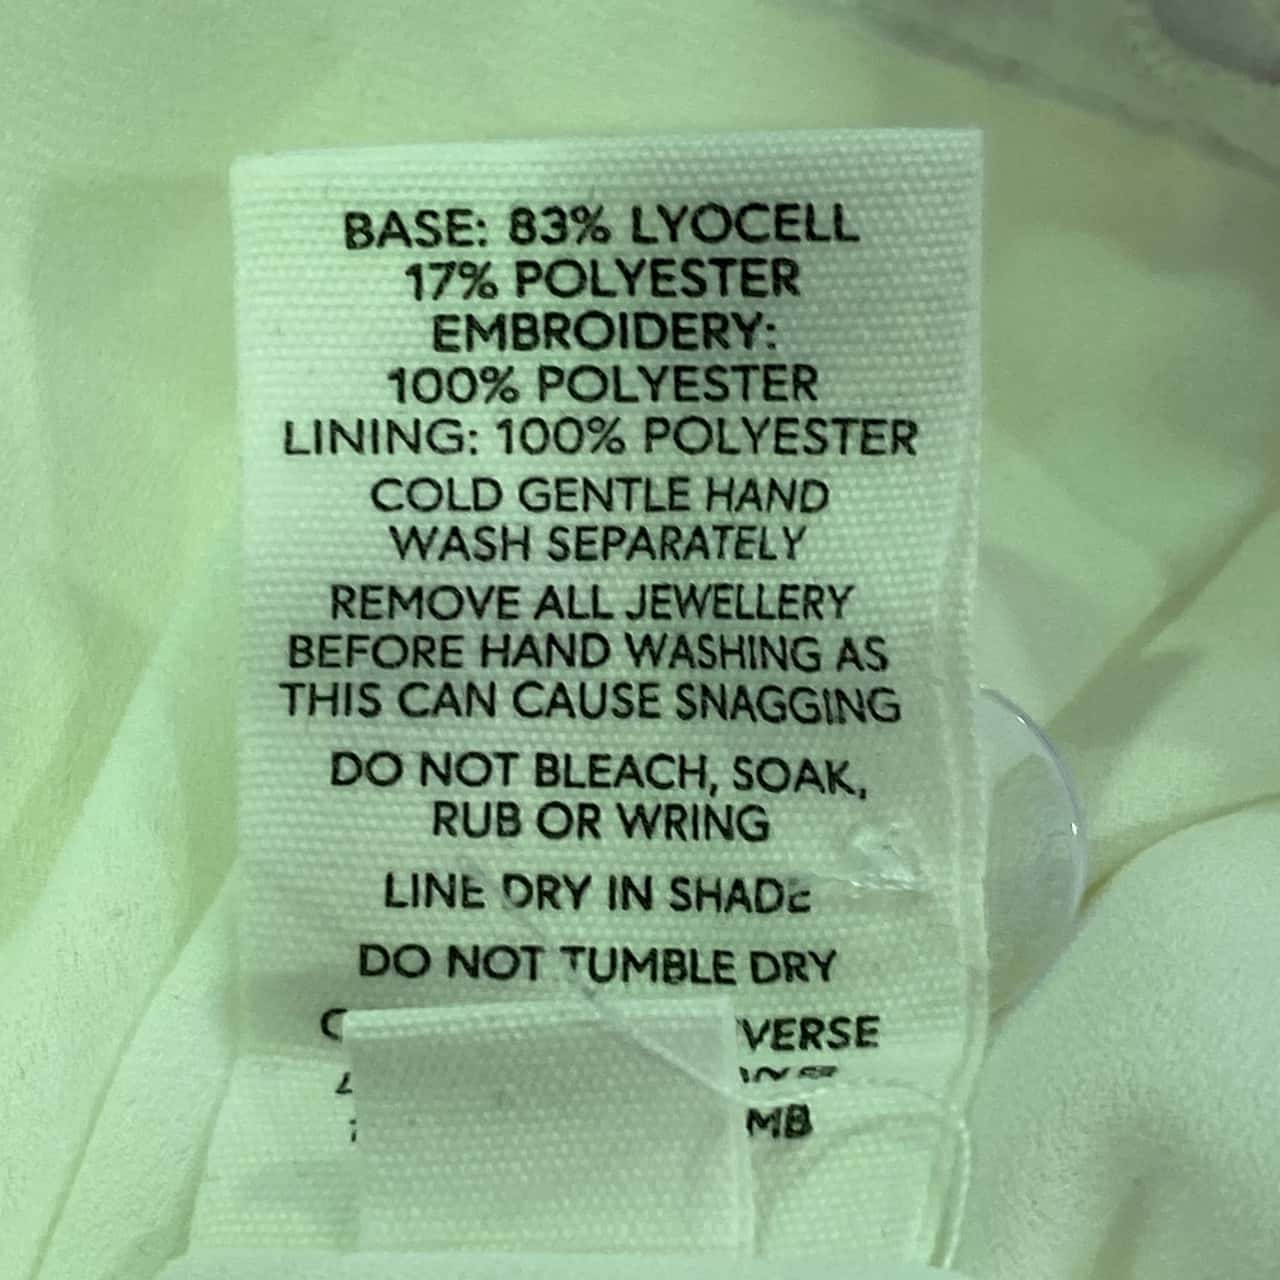 BASE: 83% LYOCELL
17% POLYESTER
EMBROIDERY:
100% POLYESTER
LINING: 100% POLYESTER
COLD GENTLE HAND
WASH SEPARATELY
REMOVE ALL JEWELLERY
BEFORE HAND WASHING AS
THIS CAN CAUSE SNAGGING
DO NOT BLEACH, SOAK,
RUB OR WRING
LINE DRY IN SHADE
DO NOT TUMBLE DRY
VERSE
MB